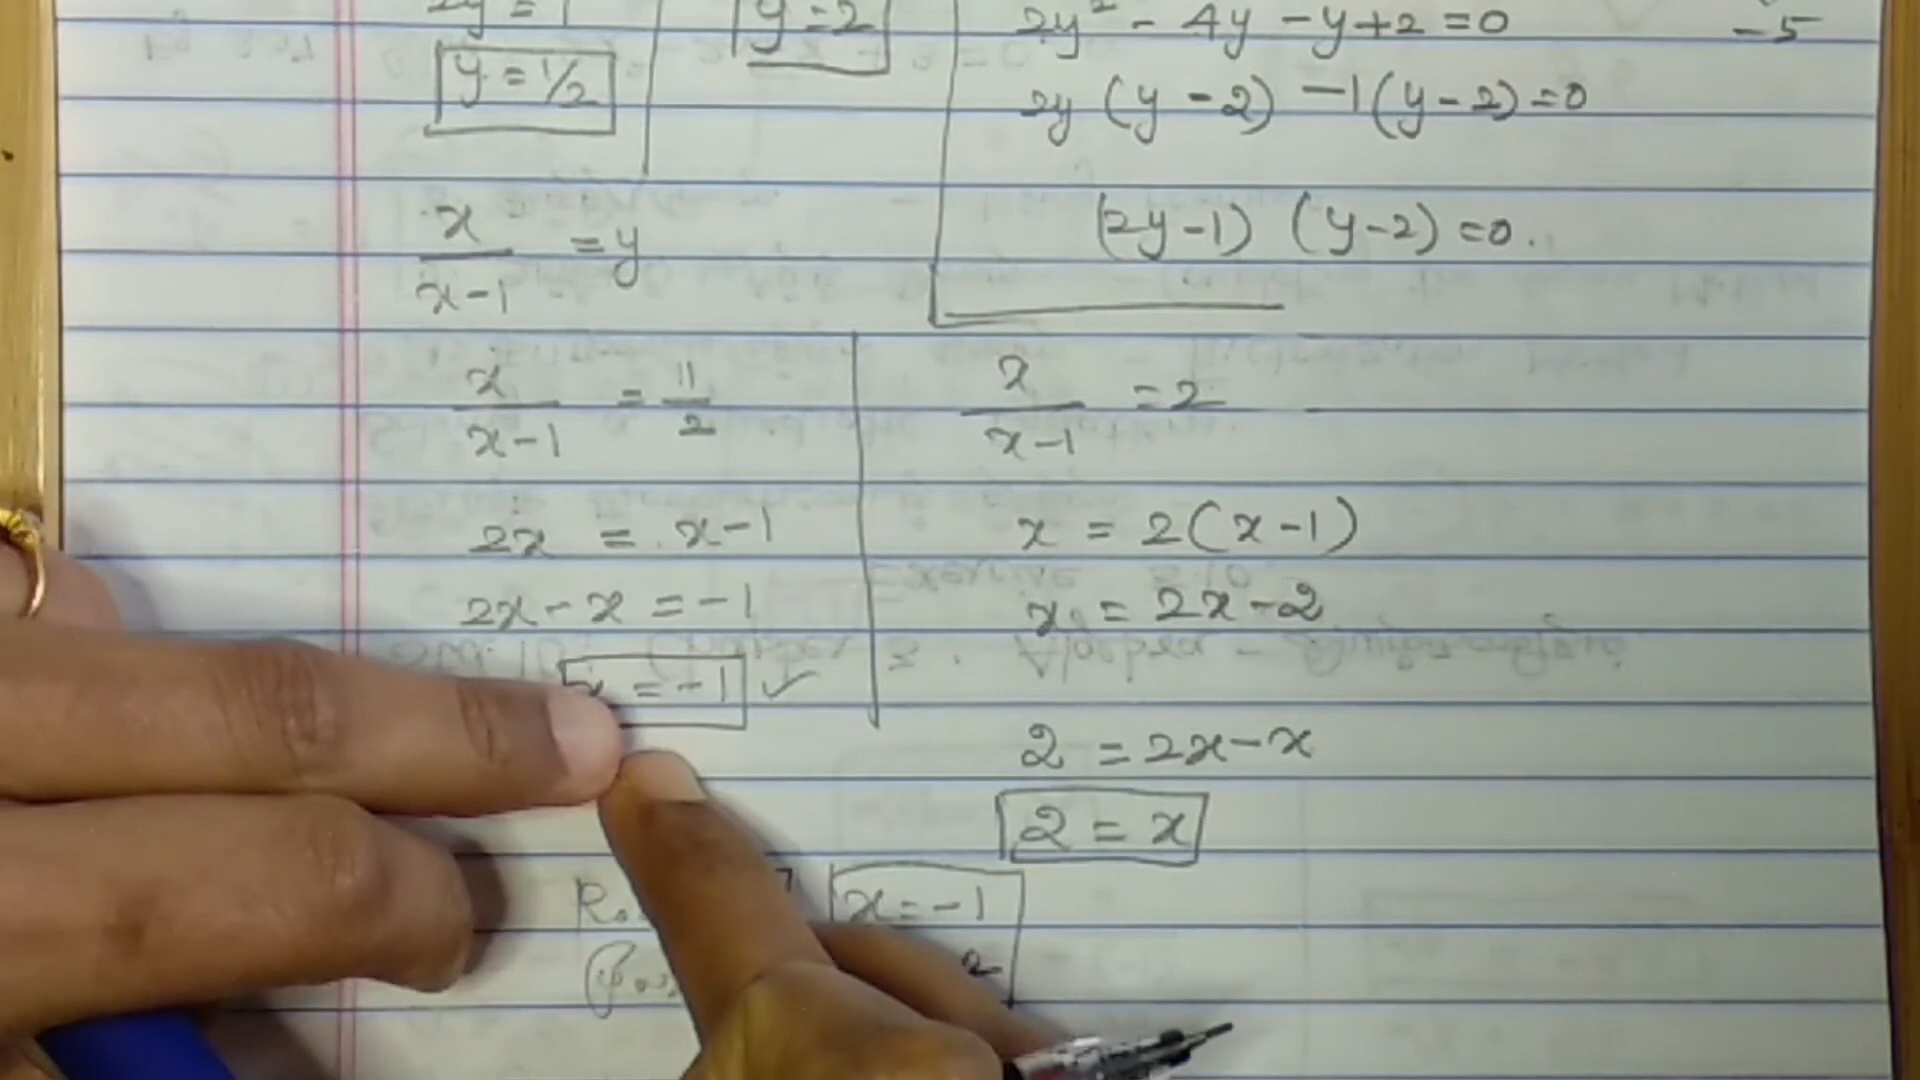 2y = 1
y = 1/2
y = 2
2y² - 4y - y + 2 = 0
-5
2y (y - 2) - 1 (y - 2) = 0
(2y - 1) (y - 2) = 0.
x / x - 1 = y
x / x - 1 = 1 / 2
2x = x - 1
2x - x = -1
x = -1 ✓
x / x - 1 = 2
x = 2(x - 1)
x = 2x - 2
2 = 2x - x
2 = x
x = -1
2